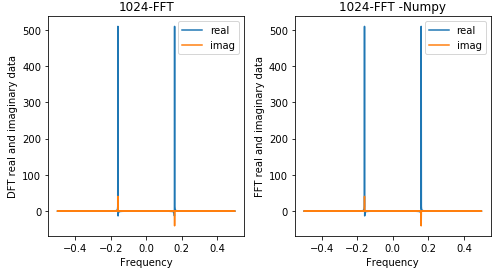 1024-FFT
DFT real and imaginary data
500
400
300
200
100
0
real
imag
−0.4 −0.2 0.0 0.2 0.4
Frequency
1024-FFT -Numpy
FFT real and imaginary data
500
400
300
200
100
0
real
imag
−0.4 −0.2 0.0 0.2 0.4
Frequency